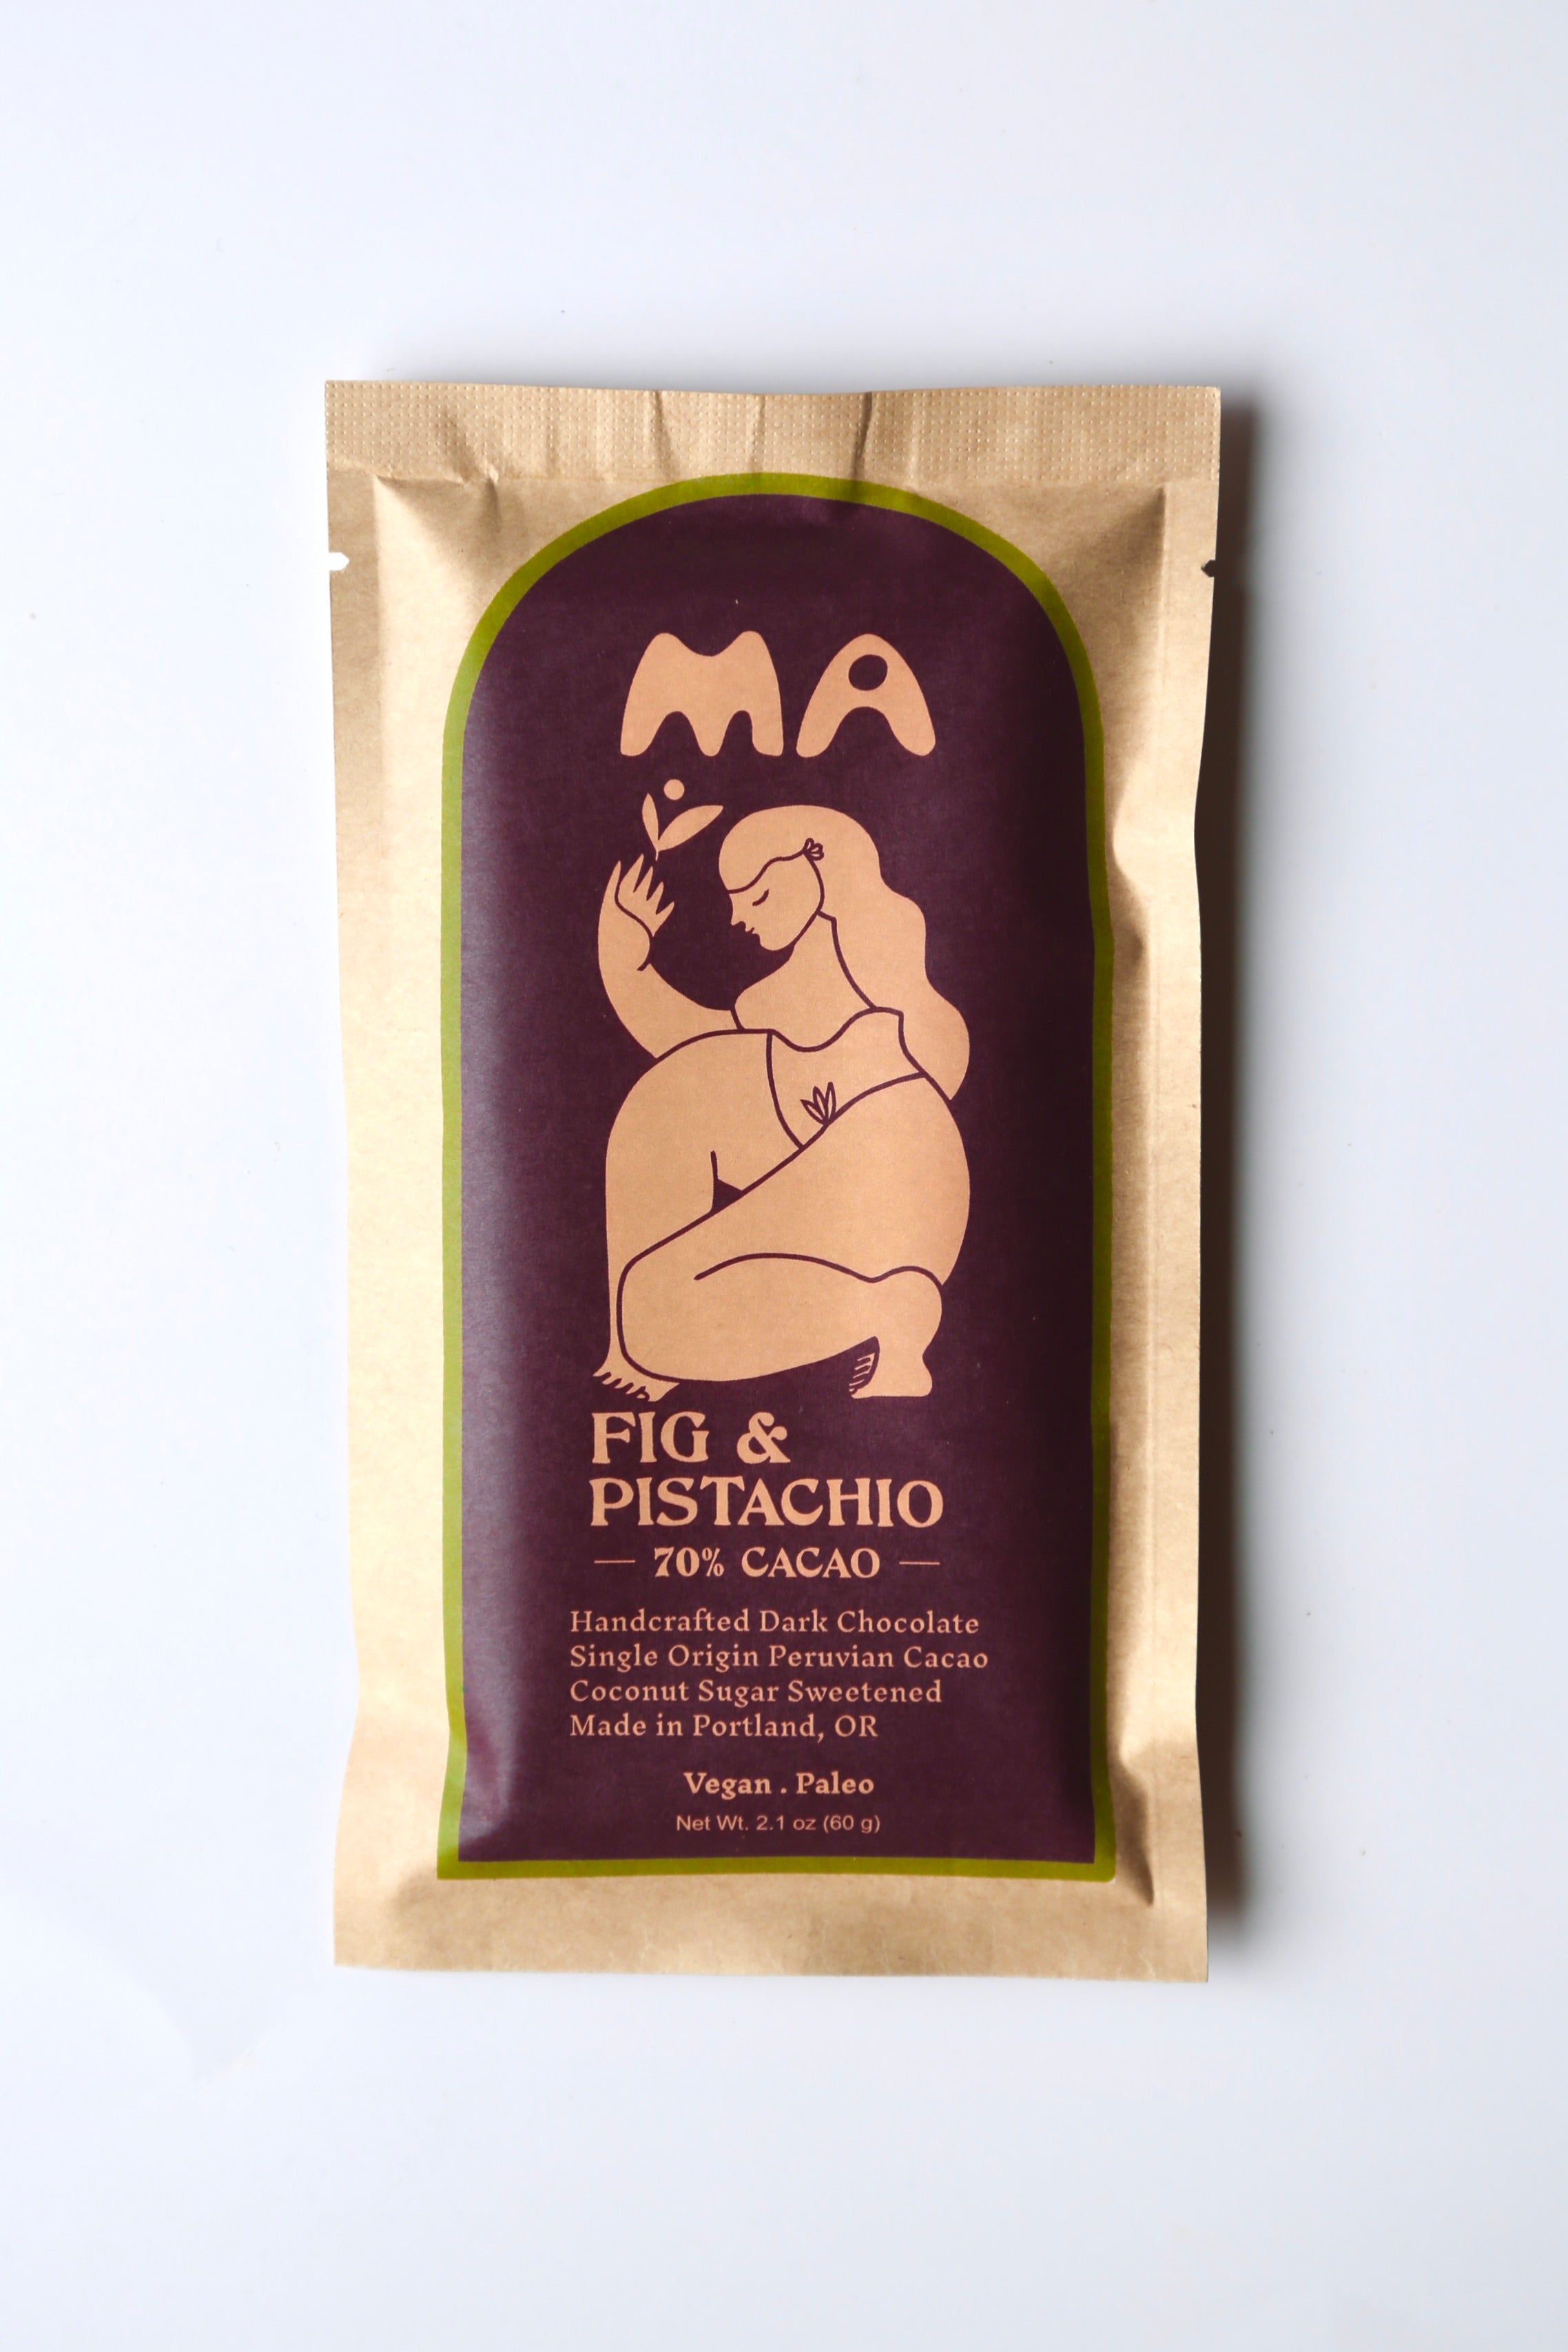 MA
FIG &
PISTACHIO
— 70% CACAO —
Handcrafted Dark Chocolate
Single Origin Peruvian Cacao
Coconut Sugar Sweetened
Made in Portland, OR
Vegan . Paleo
Net Wt. 2.1 oz (60 g)